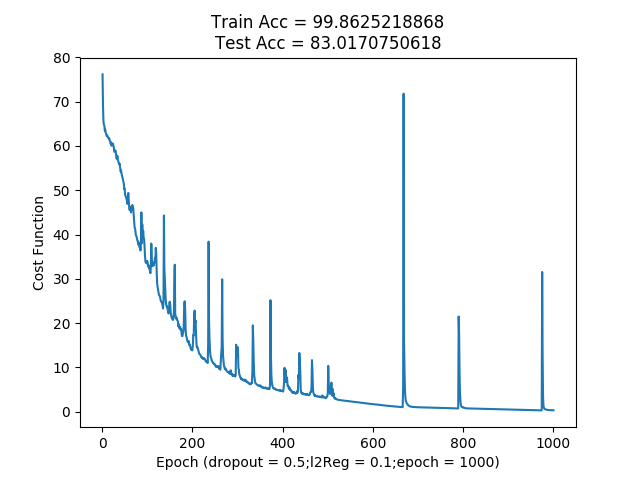 Train Acc = 99.8625218868
Test Acc = 83.0170750618
80
70
60
50
40
30
20
10
0
Cost Function
0 200 400 600 800 1000
Epoch (dropout = 0.5;l2Reg = 0.1;epoch = 1000)